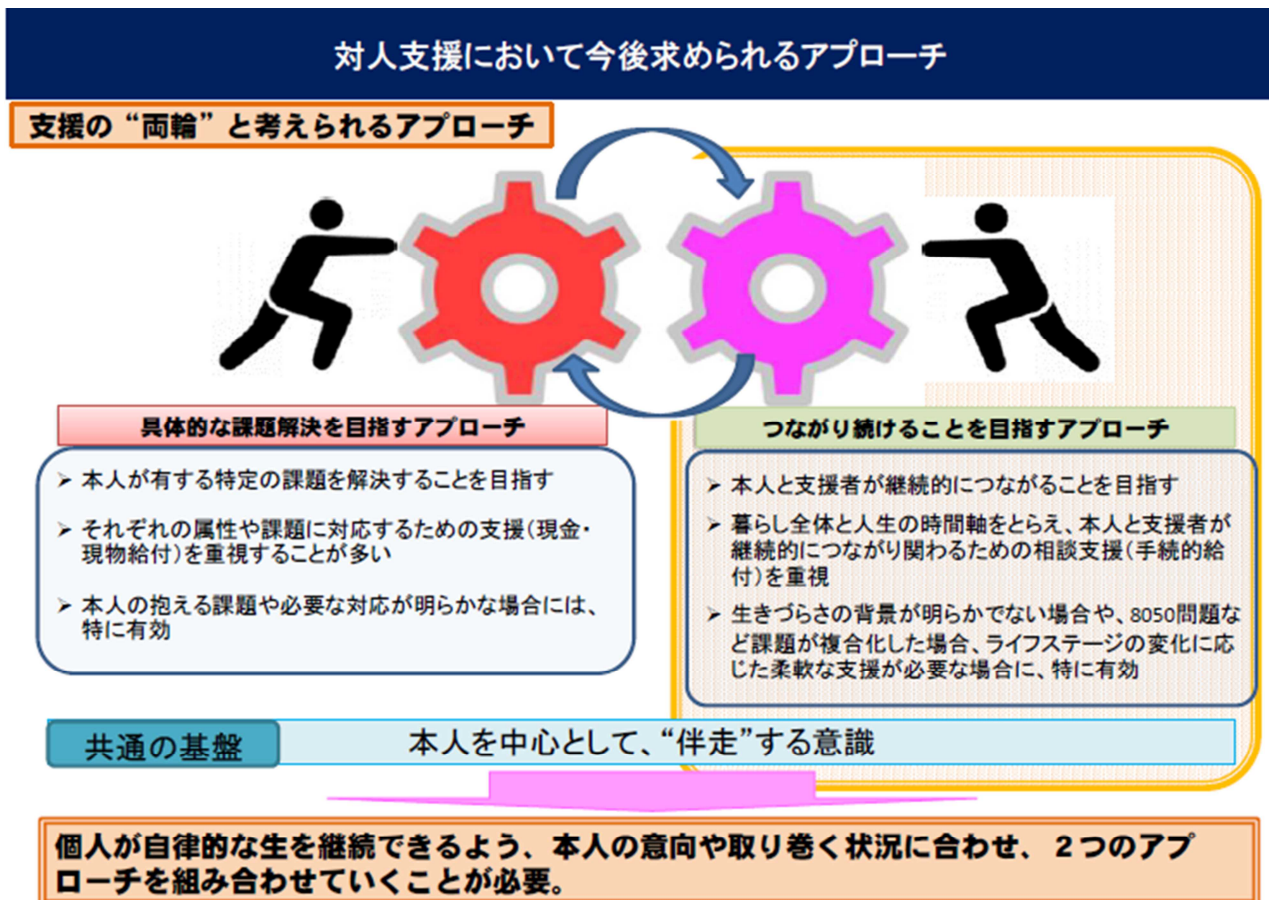 対人支援において今後求められるアプローチ
支援の“両輪”と考えられるアプローチ
具体的な課題解決を目指すアプローチ
➢ 本人が有する特定の課題を解決することを目指す
➢ それぞれの属性や課題に対応するための支援(現金・
現物給付)を重視することが多い
➢ 本人の抱える課題や必要な対応が明らかな場合には、
特に有効
つながり続けることを目指すアプローチ
➢ 本人と支援者が継続的につながることを目指す
➢ 暮らし全体と人生の時間軸をとらえ、本人と支援者が
継続的につながり関わるための相談支援(手続的給
付)を重視
➢ 生きづらさの背景が明らかでない場合や、8050問題な
ど課題が複合化した場合、ライフステージの変化に応
じた柔軟な支援が必要な場合に、特に有効
共通の基盤
本人を中心として、“伴走”する意識
個人が自律的な生を継続できるよう、本人の意向や取り巻く状況に合わせ、2つのアプ
ローチを組み合わせていくことが必要。